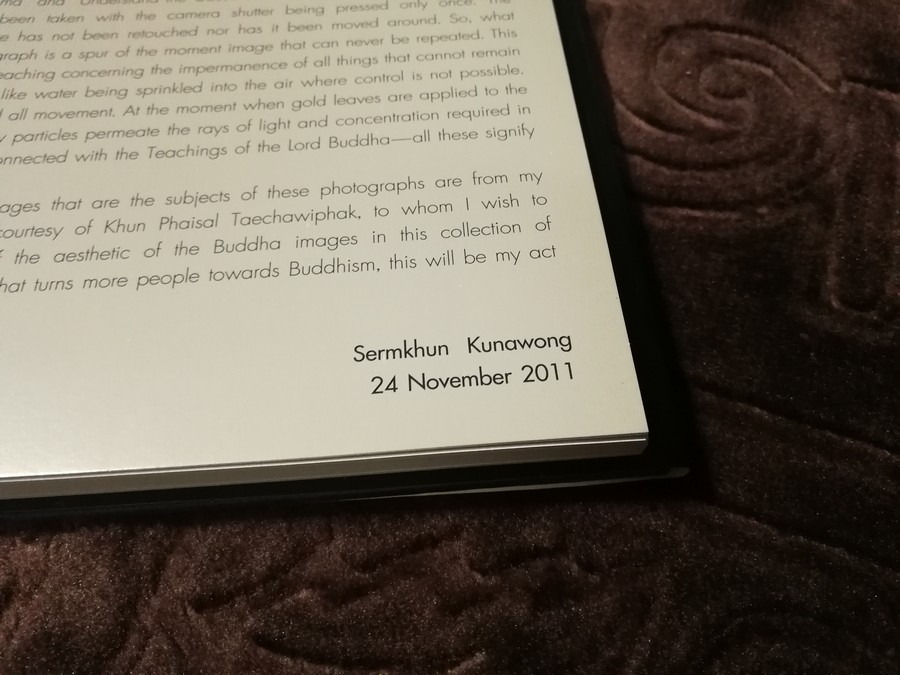 been taken with the camera shutter being pressed only once. The
has not been retouched nor has it been moved around. So, what
is a spur of the moment image that can never be repeated. This
concerning the impermanence of all things that cannot remain
like water being sprinkled into the air where control is not possible.
all movement. At the moment when gold leaves are applied to the
particles permeate the rays of light and concentration required in
with the Teachings of the Lord Buddha—all these signify
that are the subjects of these photographs are from my
courtesy of Khun Phaisal Taechawiphak, to whom I wish to
the aesthetic of the Buddha images in this collection of
turns more people towards Buddhism, this will be my act
Sermkhun Kunawong
24 November 2011